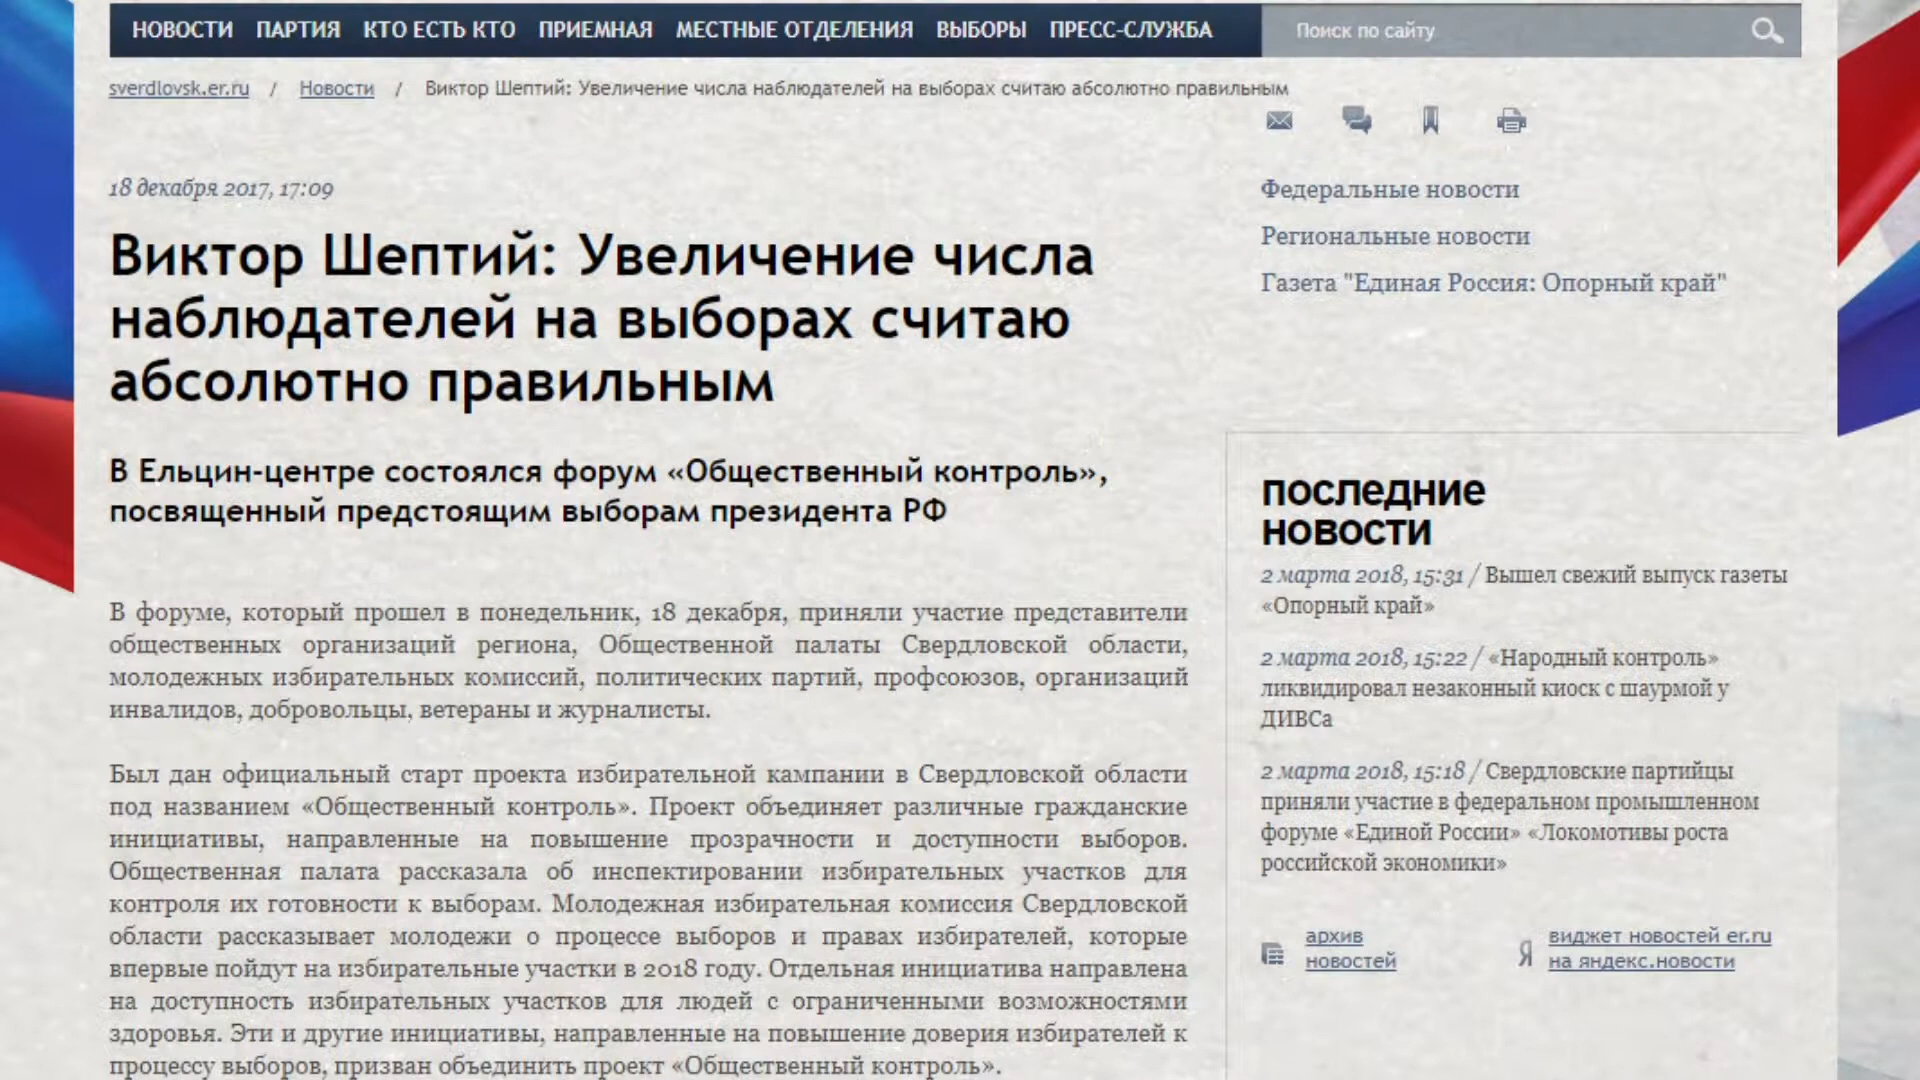 НОВОСТИ ПАРТИЯ КТО ЕСТЬ КТО ПРИЕМНАЯ МЕСТНЫЕ ОТДЕЛЕНИЯ ВЫБОРЫ ПРЕСС-СЛУЖБА Поиск по сайту
sverdlovsk.er.ru / Новости / Виктор Шептий: Увеличение числа наблюдателей на выборах считаю абсолютно правильным
18 декабря 2017, 17:09
Виктор Шептий: Увеличение числа
наблюдателей на выборах считаю
абсолютно правильным
В Ельцин-центре состоялся форум «Общественный контроль»,
посвященный предстоящим выборам президента РФ
В форуме, который прошел в понедельник, 18 декабря, приняли участие представители
общественных организаций региона, Общественной палаты Свердловской области,
молодежных избирательных комиссий, политических партий, профсоюзов, организаций
инвалидов, добровольцы, ветераны и журналисты.
Был дан официальный старт проекта избирательной кампании в Свердловской области
под названием «Общественный контроль». Проект объединяет различные гражданские
инициативы, направленные на повышение прозрачности и доступности выборов.
Общественная палата рассказала об инспектировании избирательных участков для
контроля их готовности к выборам. Молодежная избирательная комиссия Свердловской
области рассказывает молодежи о процессе выборов и правах избирателей, которые
впервые пойдут на избирательные участки в 2018 году. Отдельная инициатива направлена
на доступность избирательных участков для людей с ограниченными возможностями
здоровья. Эти и другие инициативы, направленные на повышение доверия избирателей к
процессу выборов, призван объединить проект «Общественный контроль».
Федеральные новости
Региональные новости
Газета "Единая Россия: Опорный край"
последние
новости
2 марта 2018, 15:31 / Вышел свежий выпуск газеты
«Опорный край»
2 марта 2018, 15:22 / «Народный контроль»
ликвидировал незаконный киоск с шаурмой у
ДИВСа
2 марта 2018, 15:18 / Свердловские партийцы
приняли участие в федеральном промышленном
форуме «Единой России» «Локомотивы роста
российской экономики»
архив
новостей
Я виджет новостей er.ru
на яндекс.новости